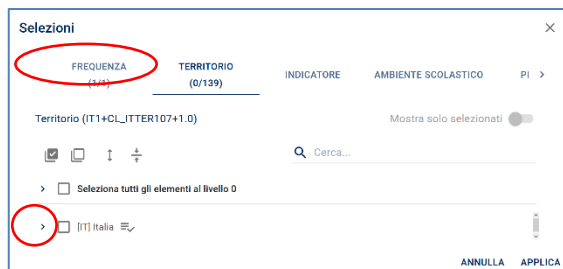 Selezioni
FREQUENZA
(1/1)
TERRITORIO
(0/139)
INDICATORE
AMBIENTE SCOLASTICO
Territorio (IT1+CL_ITTER107+1.0)
Mostra solo selezionati
Cerca...
Seleziona tutti gli elementi al livello 0
[IT] Italia
ANNULLA
APPLICA